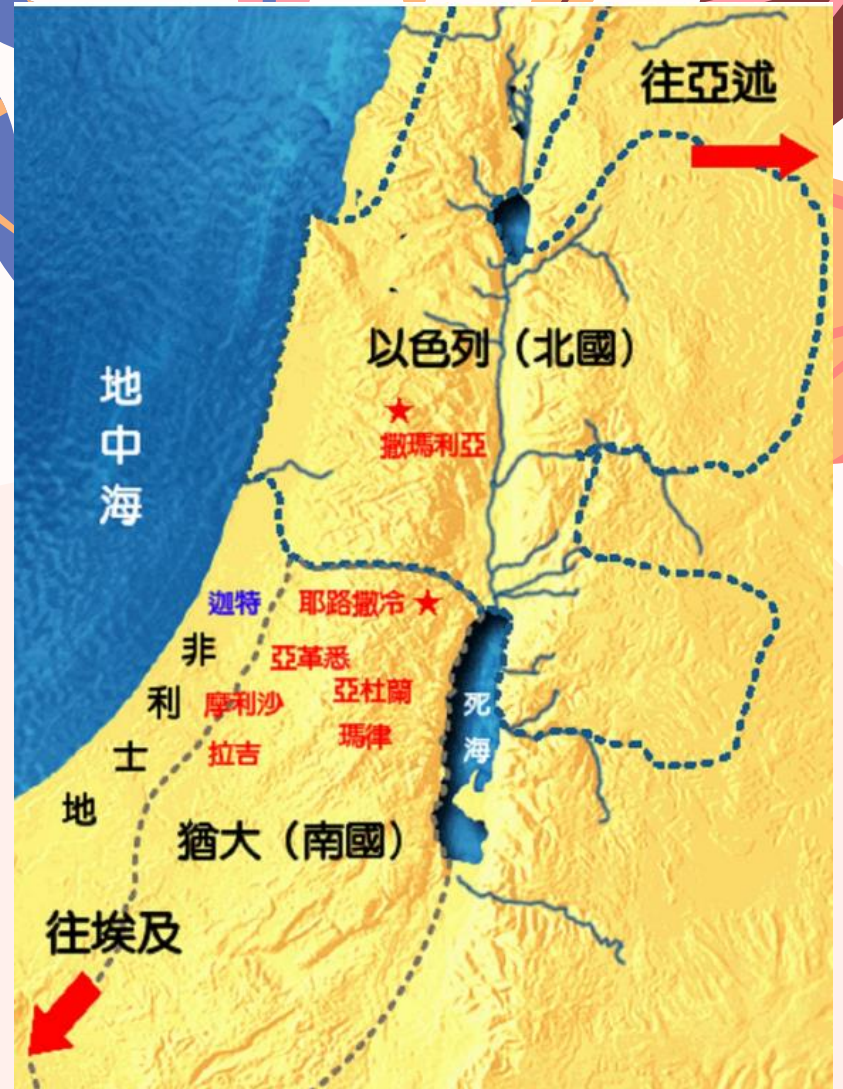 往亞述
以色列（北國）
地中海
撒瑪利亞
迦特
耶路撒冷
非利士地
亞革悉
亞杜蘭
摩利沙
死海
瑪律
拉吉
猶大（南國）
往埃及